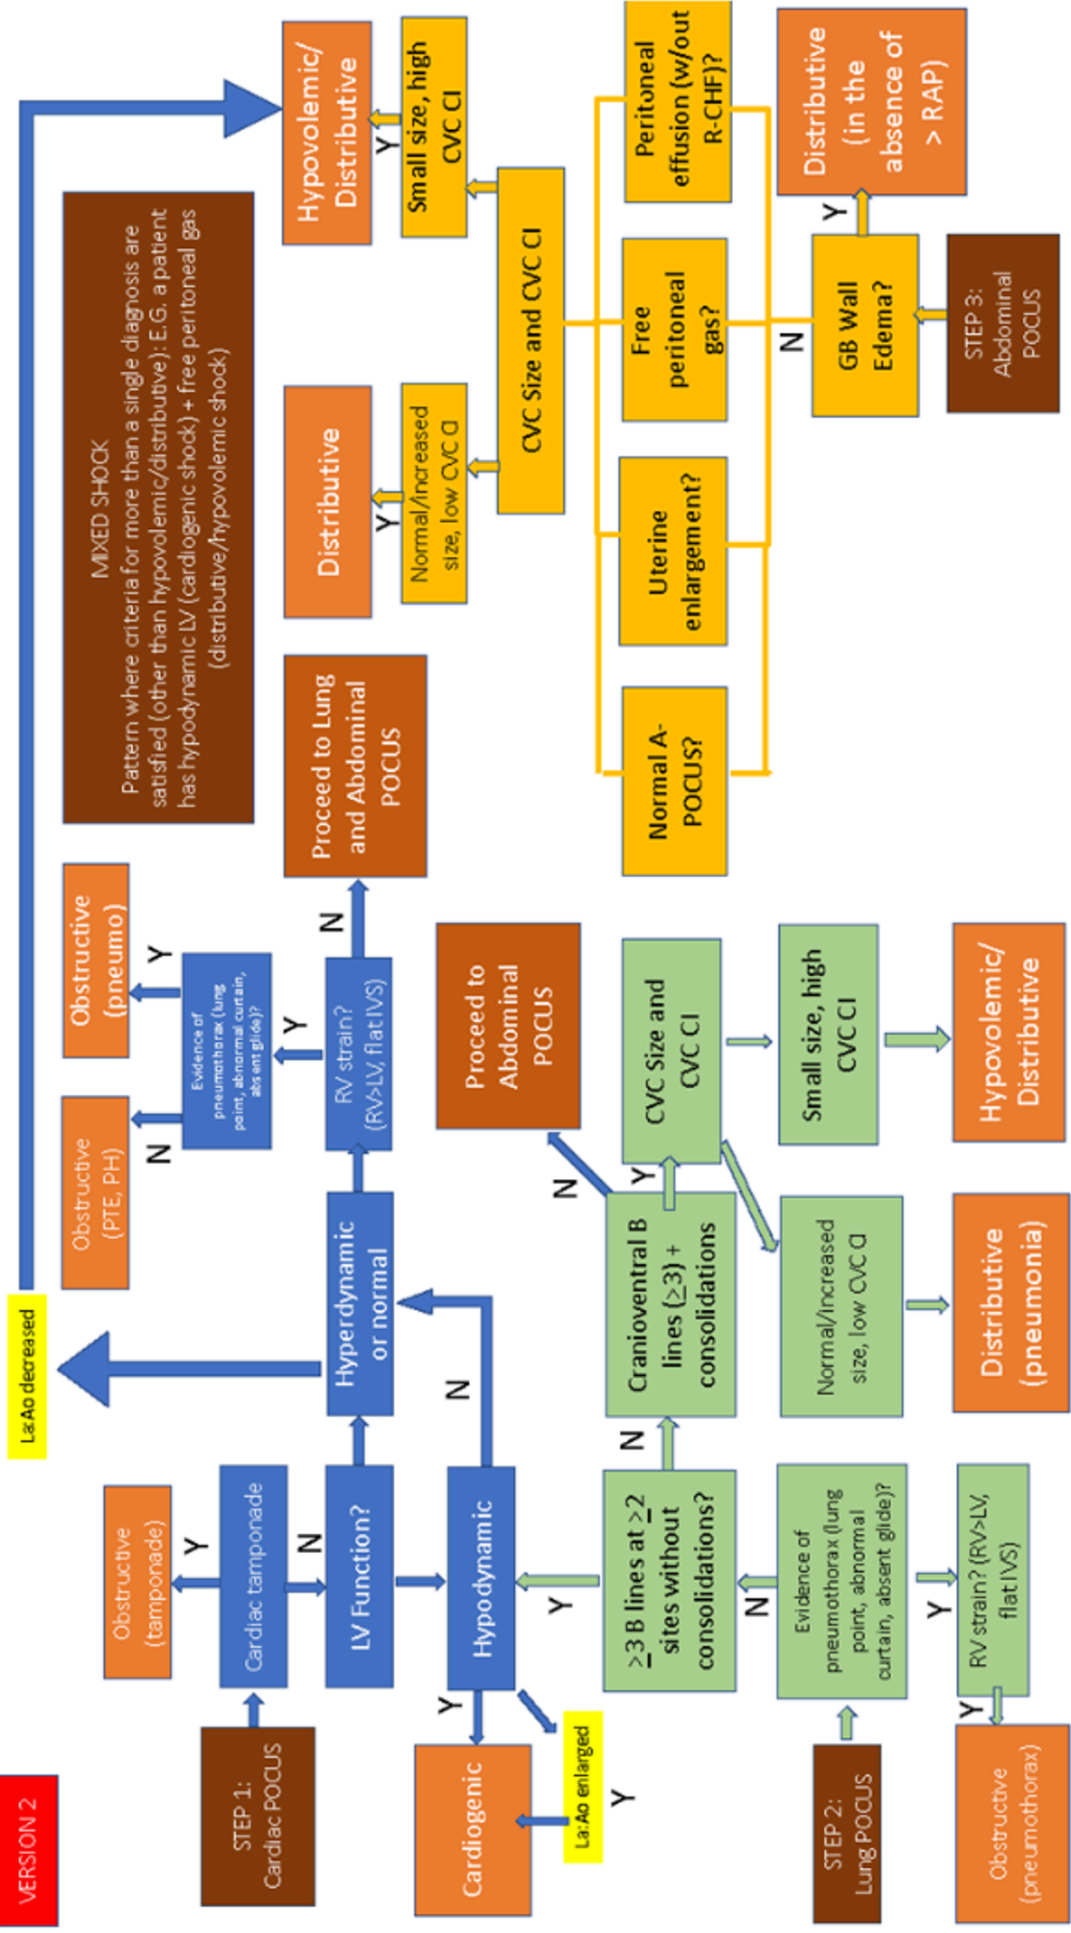 VERSION 2
La:Ao decreased
STEP 1:
Cardiac POCUS
Obstructive
(tamponade)
Y
Cardiac tamponade
N
LV Function?
Hyperdynamic
or normal
Hypodynamic
N
Y
Cardiogenic
La:Ao enlarged
Y
Obstructive
(PTE, PH)
Obstructive
(pneumo)
N
Y
Evidence of
pneumothorax (lung
point, abnormal curtain,
absent glide)?
Y
RV strain?
(RV>LV, flat IVS)
N
Proceed to Lung
and Abdominal
POCUS
MIXED SHOCK
Pattern where criteria for more than a single diagnosis are
satisfied (other than hypovolemic/distributive): E.G. a patient
has hypodynamic LV (cardiogenic shock) + free peritoneal gas
(distributive/hypovolemic shock)
STEP 2:
Lung POCUS
Evidence of
pneumothorax (lung
point, abnormal
curtain, absent glide)?
Y
RV strain? (RV>LV,
flat IVS)
Y
Obstructive
(pneumothorax)
N
>3 B lines at >2
sites without
consolidations?
Y
N
Cranioventral B
lines (>3) +
consolidations
N
Proceed to
Abdominal
POCUS
Y
CVC Size and
CVC CI
Normal/increased
size, low CVC CI
Distributive
(pneumonia)
Small size, high
CVC CI
Hypovolemic/
Distributive
Distributive
Y
Normal/increased
size, low CVC CI
Hypovolemic/
Distributive
Y
Small size, high
CVC CI
CVC Size and CVC CI
Normal A-
POCUS?
Uterine
enlargement?
Free
peritoneal
gas?
Peritoneal
effusion (w/out
R-CHF)?
N
GB Wall
Edema?
Y
Distributive
(in the
absence of
> RAP)
STEP 3:
Abdominal
POCUS